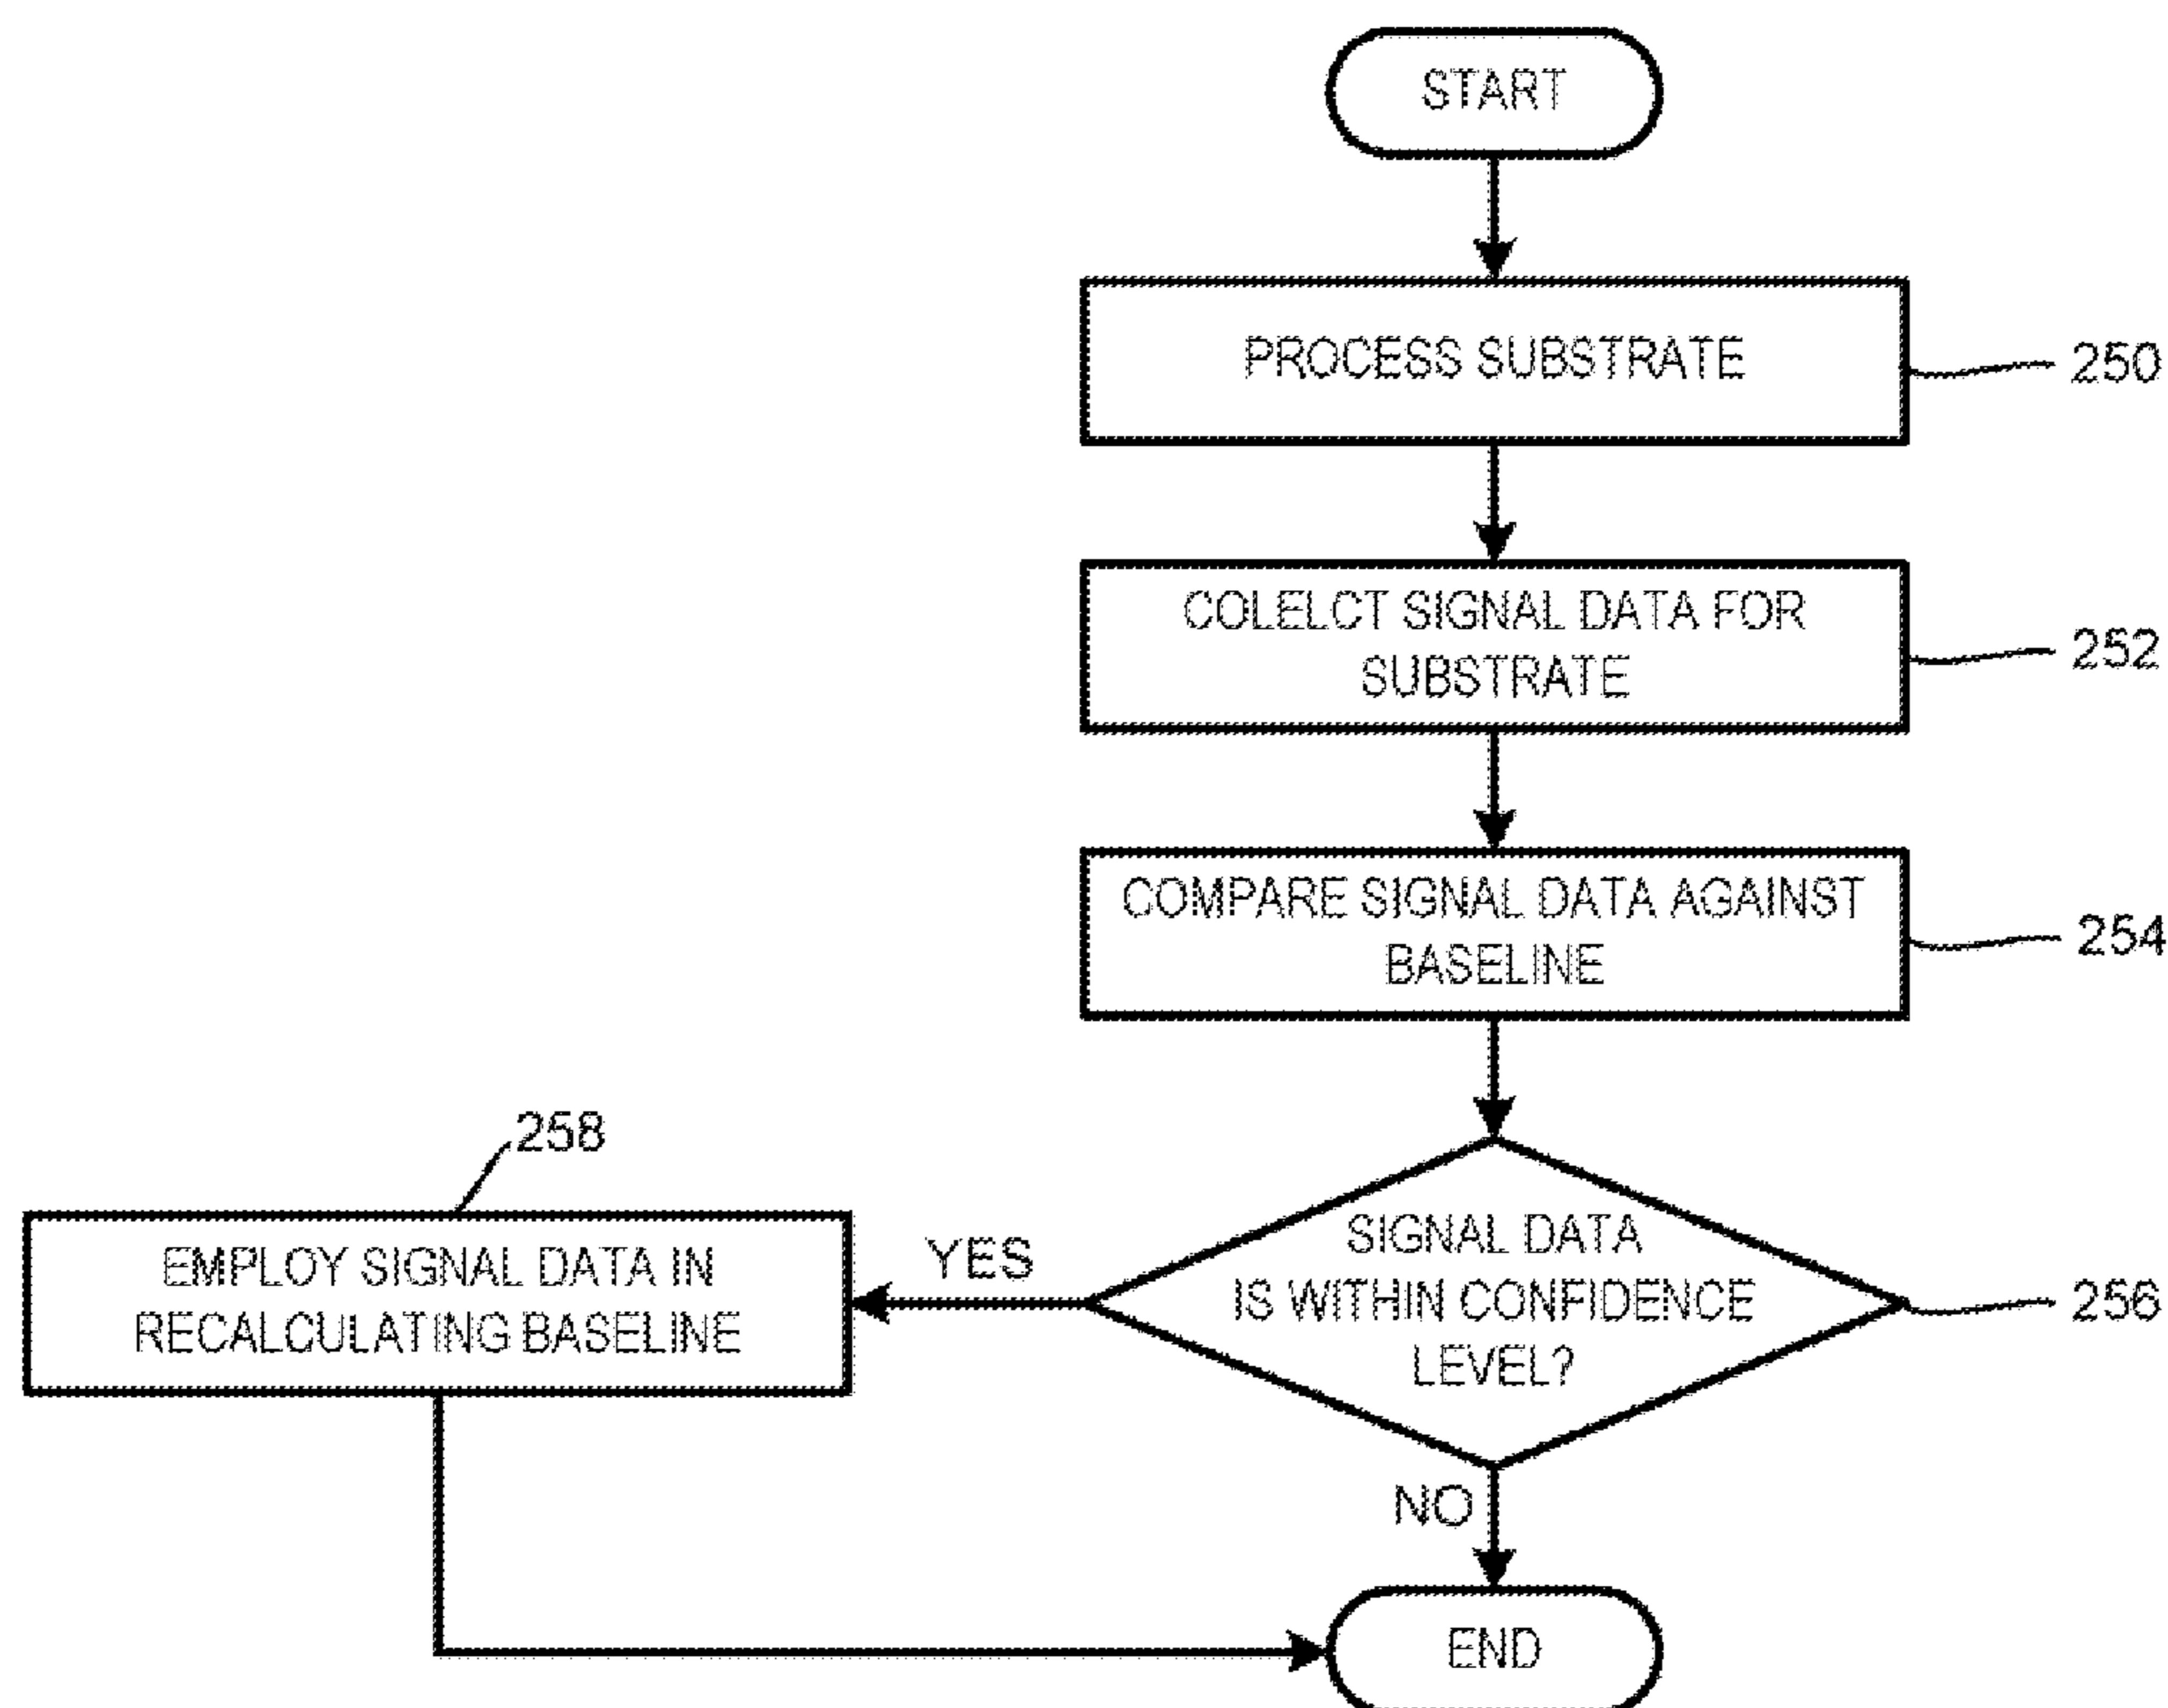 START
PROCESS SUBSTRATE
250
COLELCT SIGNAL DATA FOR
SUBSTRATE
252
COMPARE SIGNAL DATA AGAINST
BASELINE
254
SIGNAL DATA
IS WITHIN CONFIDENCE
LEVEL?
256
YES
258
EMPLOY SIGNAL DATA IN
RECALCULATING BASELINE
NO
END